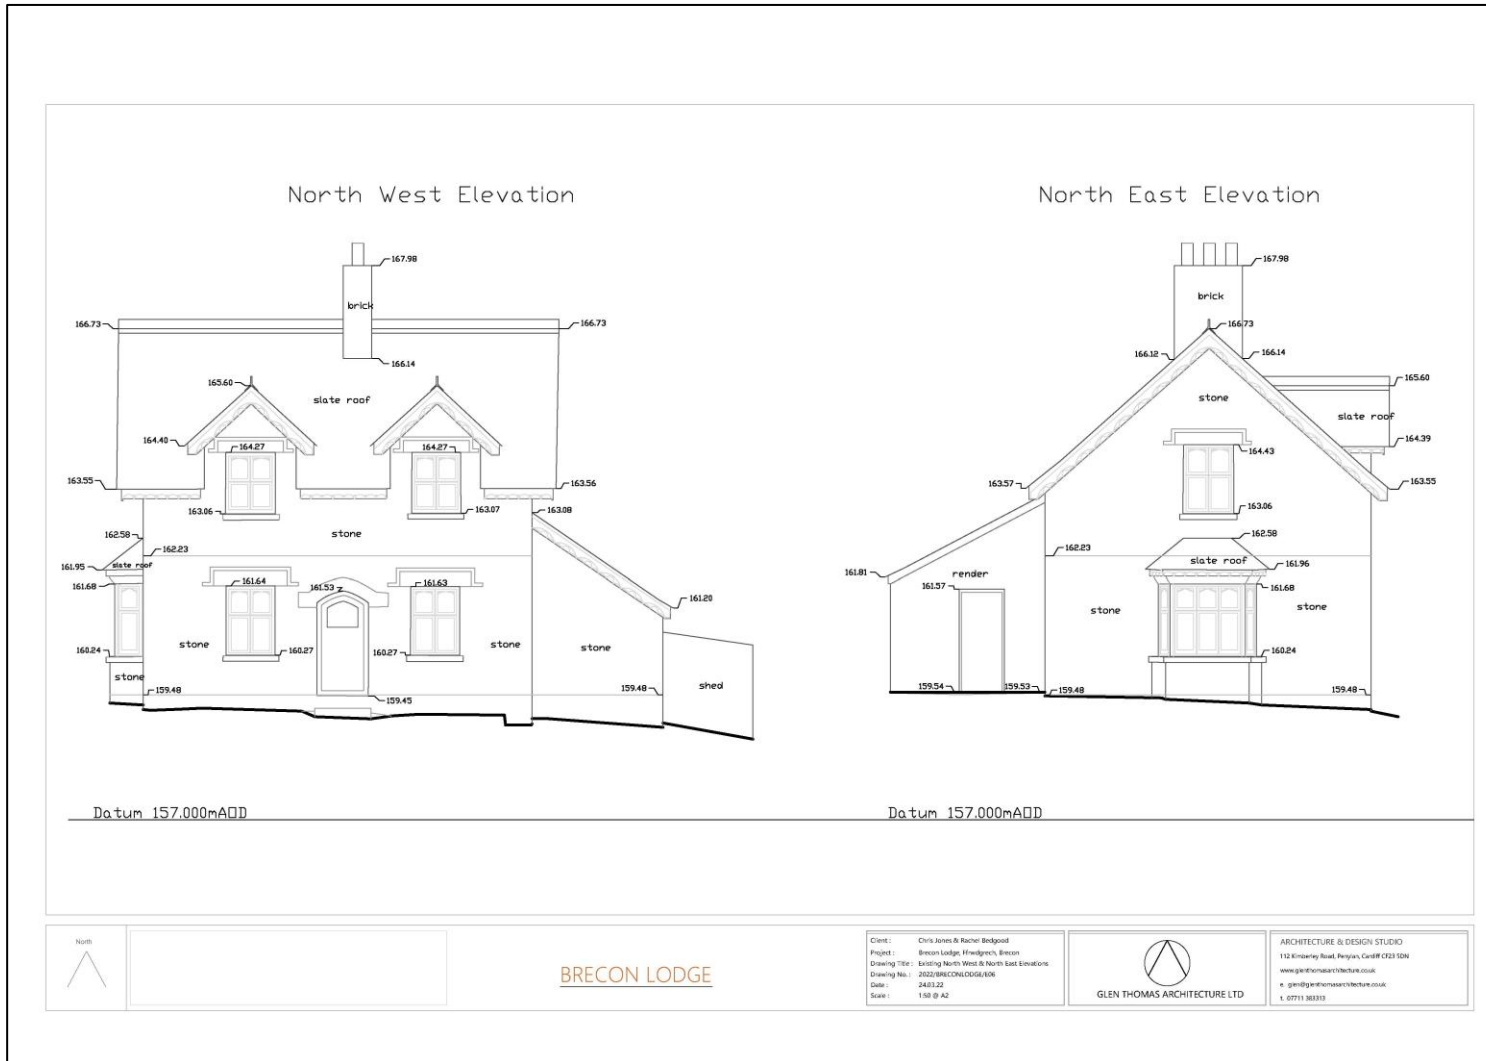 North West Elevation
North East Elevation
167.98
brick
166.73
166.73
166.14
165.60
slate roof
164.40
164.27
164.27
163.55
163.56
163.06
163.07
163.08
stone
162.58
162.23
161.95
slate roof
161.68
161.64
161.53
161.63
161.20
stone
stone
stone
160.24
160.27
160.27
stone
shed
159.48
159.45
159.48
Datum 157.000mAOD
167.98
brick
166.73
166.12
166.14
165.60
stone
slate roof
164.43
164.39
163.57
163.55
163.06
162.58
162.23
slate roof
161.96
161.81
render
161.57
161.68
stone
stone
160.24
159.54
159.53
159.48
159.48
Datum 157.000mAOD
North
BRECON LODGE
Client : Chris Jones & Rachel Bedgood
Project : Brecon Lodge, Ffrwdgrech, Brecon
Drawing Title : Existing North West & North East Elevations
Drawing No. : 2022/BRECONLODGE/E06
Date : 24.03.22
Scale : 1:50 @ A2
GLEN THOMAS ARCHITECTURE LTD
ARCHITECTURE & DESIGN STUDIO
112 Kimberley Road, Penylan, Cardiff CF23 5DN
www.glenthomasarchitecture.co.uk
e. glen@glenthomasarchitecture.co.uk
t. 07711 383313